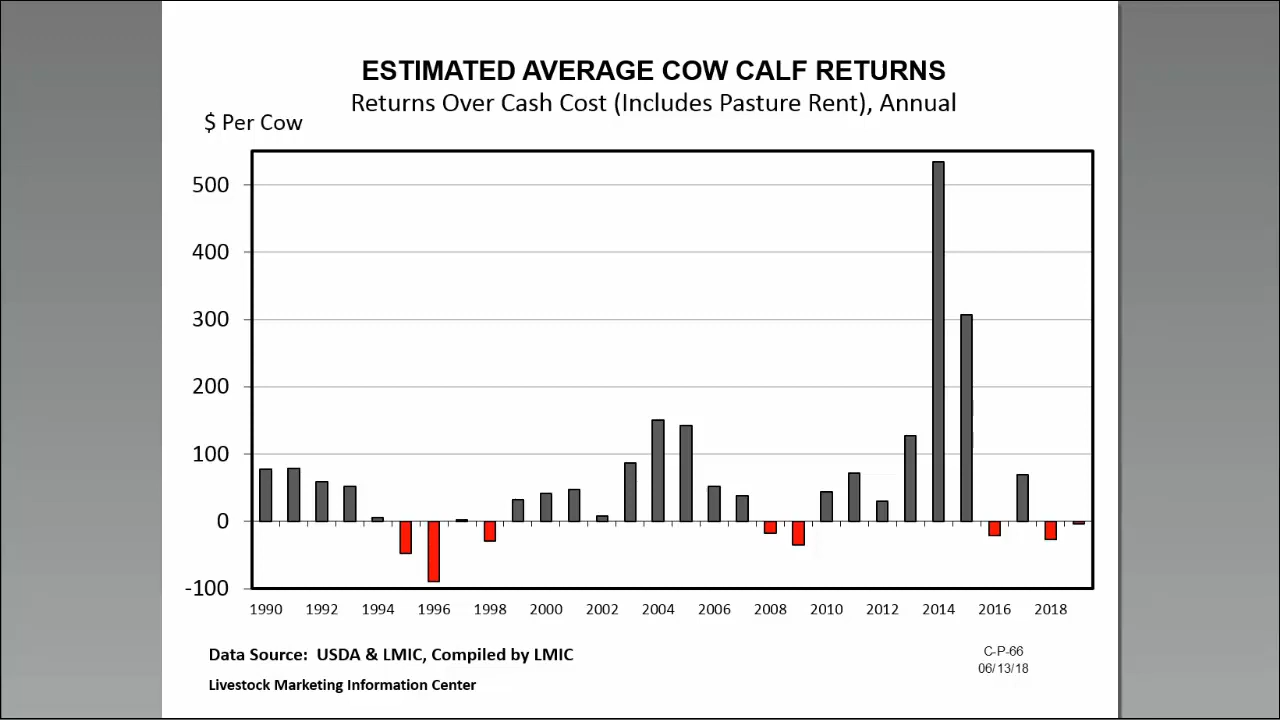 ESTIMATED AVERAGE COW CALF RETURNS
Returns Over Cash Cost (Includes Pasture Rent), Annual
$ Per Cow
500
400
300
200
100
0
-100
1990 1992 1994 1996 1998 2000 2002 2004 2006 2008 2010 2012 2014 2016 2018
Data Source: USDA & LMIC, Compiled by LMIC
Livestock Marketing Information Center
C-P-66
06/13/18